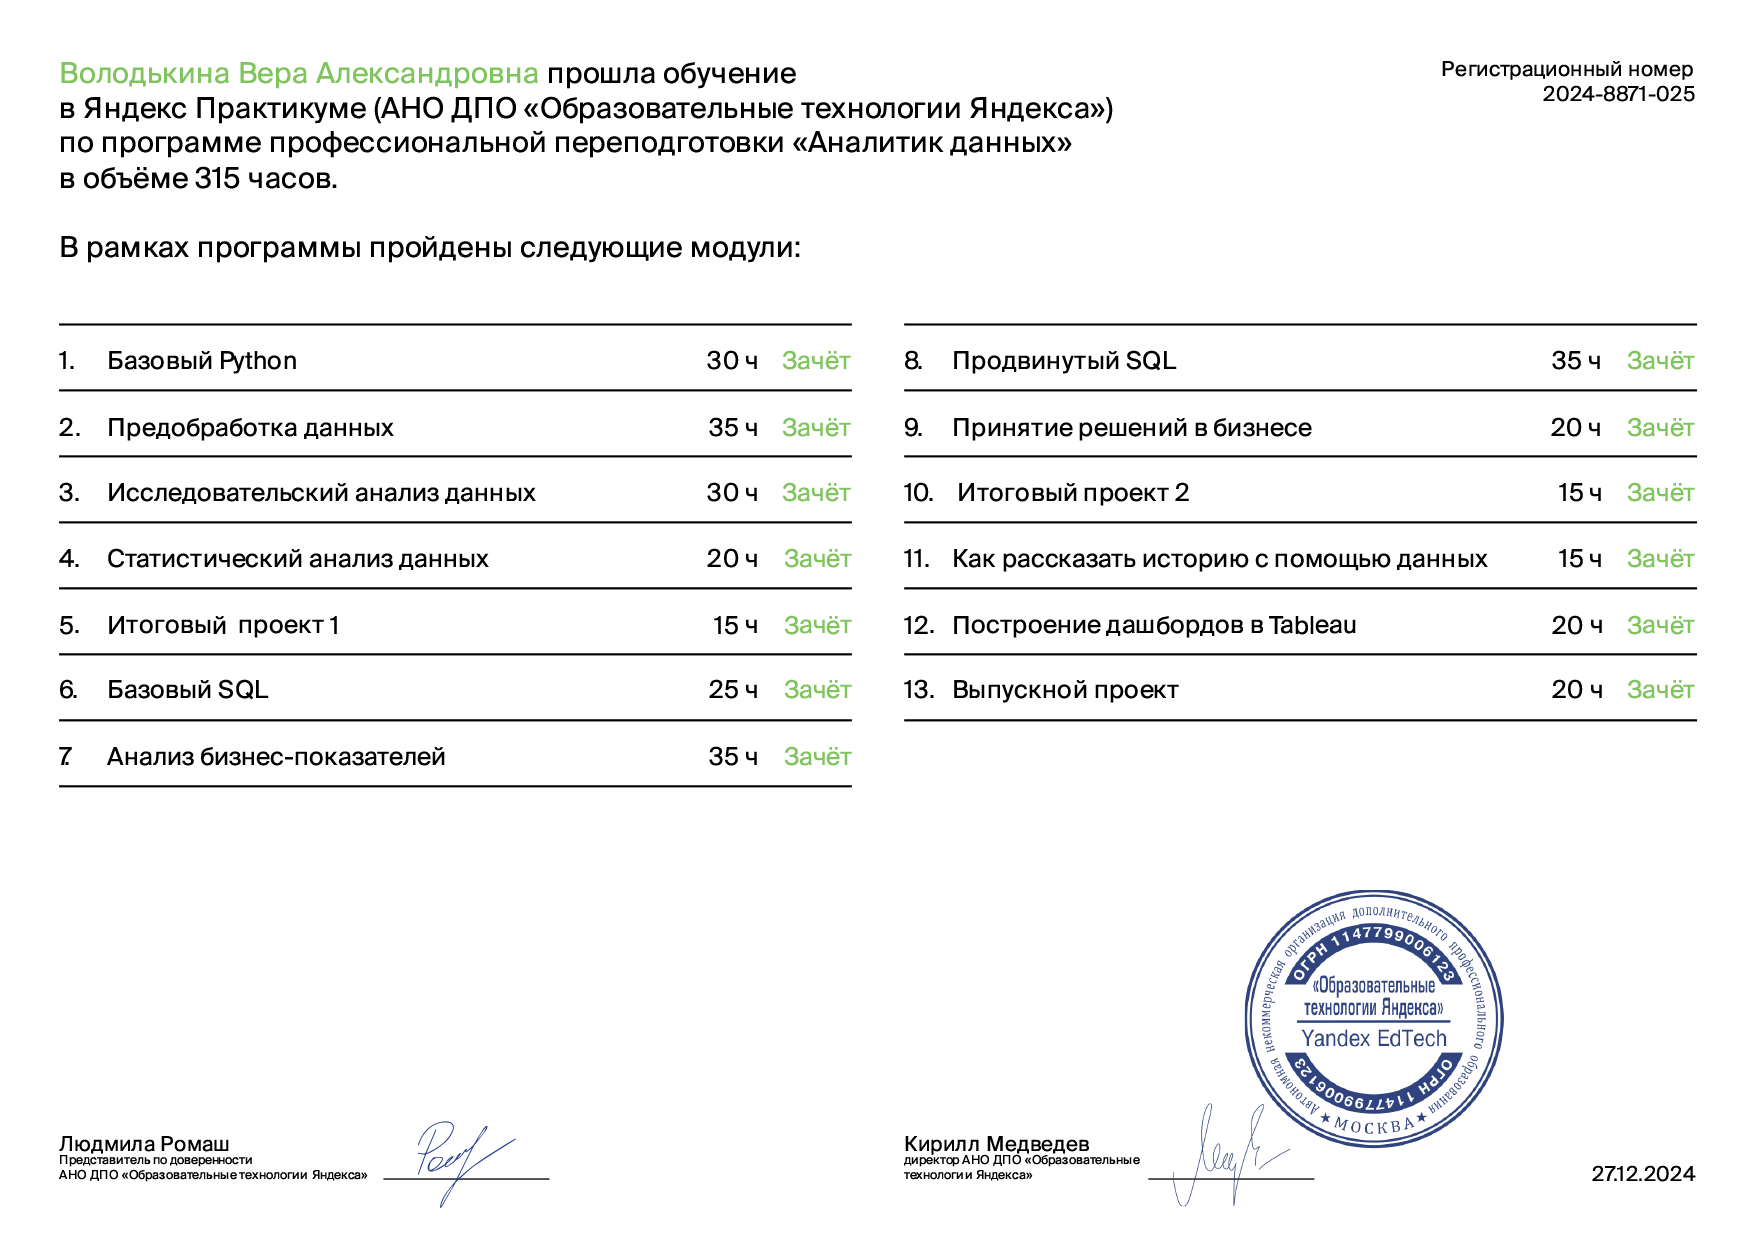 Володькина Вера Александровна прошла обучение
в Яндекс Практикуме (АНО ДПО «Образовательные технологии Яндекса»)
по программе профессиональной переподготовки «Аналитик данных»
в объёме 315 часов.
Регистрационный номер
2024-8871-025
В рамках программы пройдены следующие модули:
1. Базовый Python 30 ч Зачёт
2. Предобработка данных 35 ч Зачёт
3. Исследовательский анализ данных 30 ч Зачёт
4. Статистический анализ данных 20 ч Зачёт
5. Итоговый проект 1 15 ч Зачёт
6. Базовый SQL 25 ч Зачёт
7. Анализ бизнес-показателей 35 ч Зачёт
8. Продвинутый SQL 35 ч Зачёт
9. Принятие решений в бизнесе 20 ч Зачёт
10. Итоговый проект 2 15 ч Зачёт
11. Как рассказать историю с помощью данных 15 ч Зачёт
12. Построение дашбордов в Tableau 20 ч Зачёт
13. Выпускной проект 20 ч Зачёт
Автономная некоммерческая организация дополнительного профессионального образования
ОГРН 1147799006123
«Образовательные
технологии Яндекса»
Yandex EdTech
ОГРН 1147799006123
★ МОСКВА ★
Людмила Ромаш
Представитель по доверенности
АНО ДПО «Образовательные технологии Яндекса»
Кирилл Медведев
директор АНО ДПО «Образовательные
технологии Яндекса»
27.12.2024